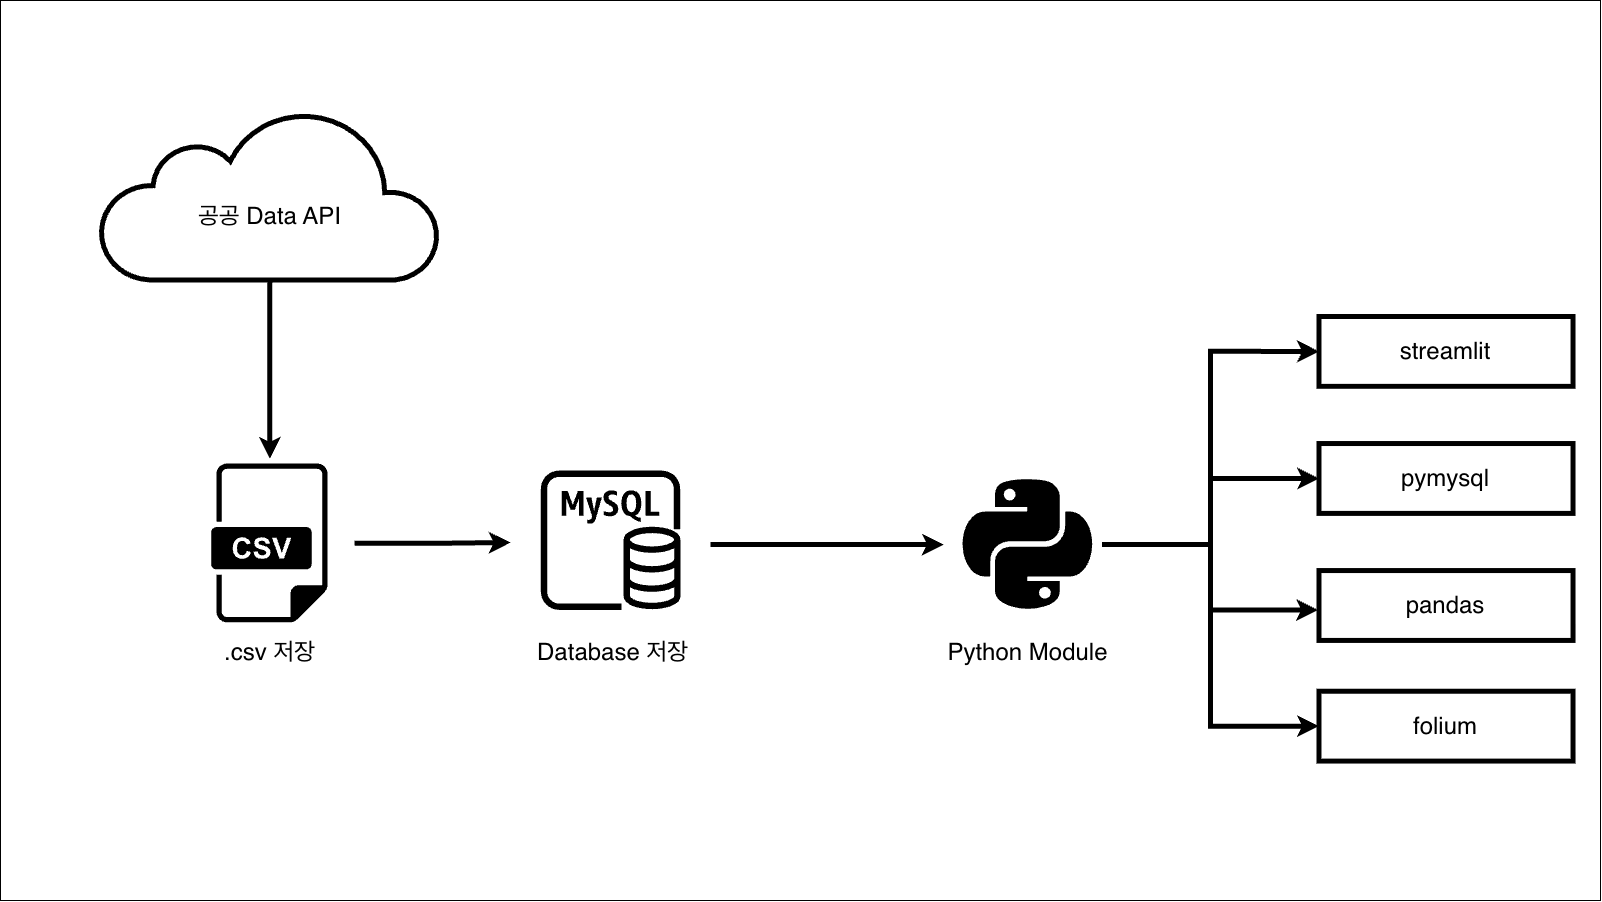 공공 Data API
CSV
.csv 저장
MySQL
Database 저장
Python Module
streamlit
pymysql
pandas
folium